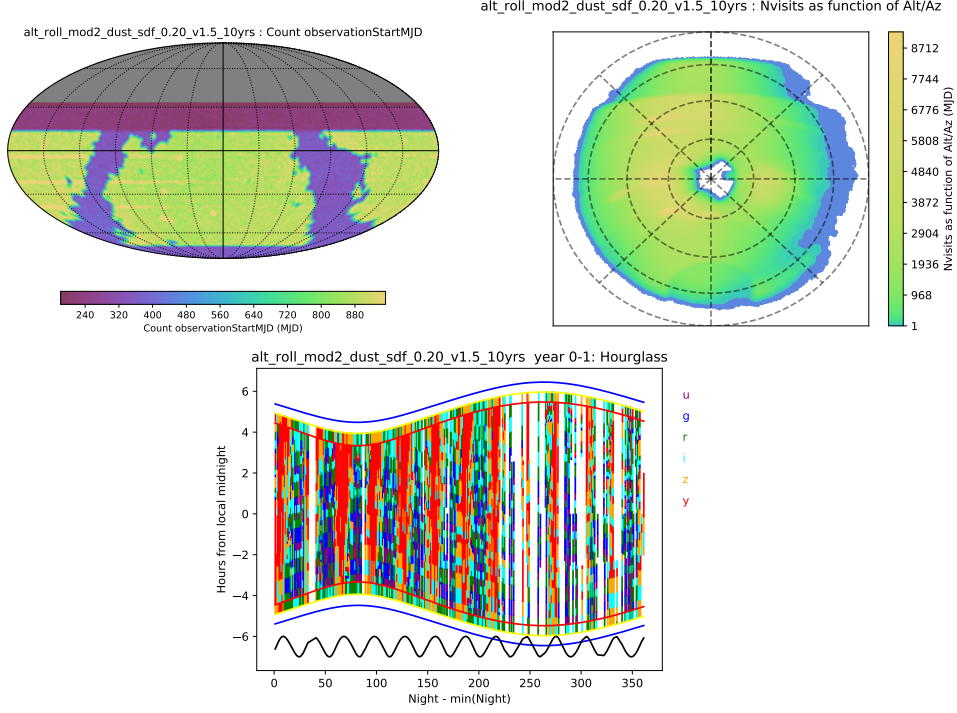 alt_roll_mod2_dust_sdf_0.20_v1.5_10yrs : Count observationStartMJD
240 320 400 480 560 640 720 800 880
Count observationStartMJD (MJD)
alt_roll_mod2_dust_sdf_0.20_v1.5_10yrs : Nvisits as function of Alt/Az
8712
7744
6776
5808
4840
3872
2904
1936
968
1
Nvisits as function of Alt/Az (MJD)
alt_roll_mod2_dust_sdf_0.20_v1.5_10yrs year 0-1: Hourglass
6
4
2
0
−2
−4
−6
Hours from local midnight
0 50 100 150 200 250 300 350
Night - min(Night)
u
g
r
i
z
y